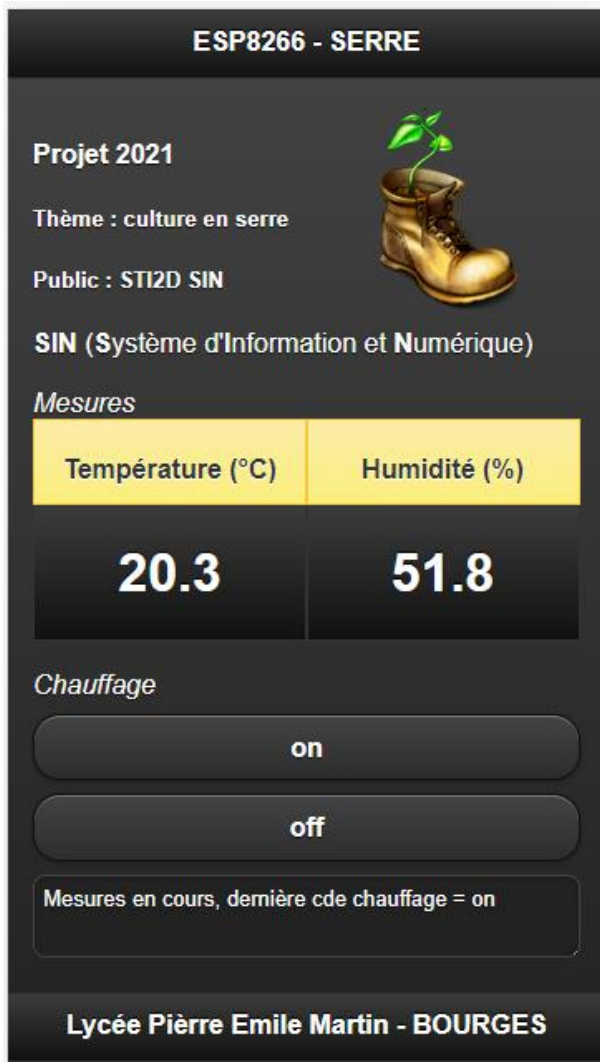 ESP8266 - SERRE
Projet 2021
Thème : culture en serre
Public : STI2D SIN
SIN (Système d'Information et Numérique)
Mesures
Température (°C) Humidité (%)
20.3 51.8
Chauffage
on
off
Mesures en cours, dernière cde chauffage = on
Lycée Pièrre Emile Martin - BOURGES